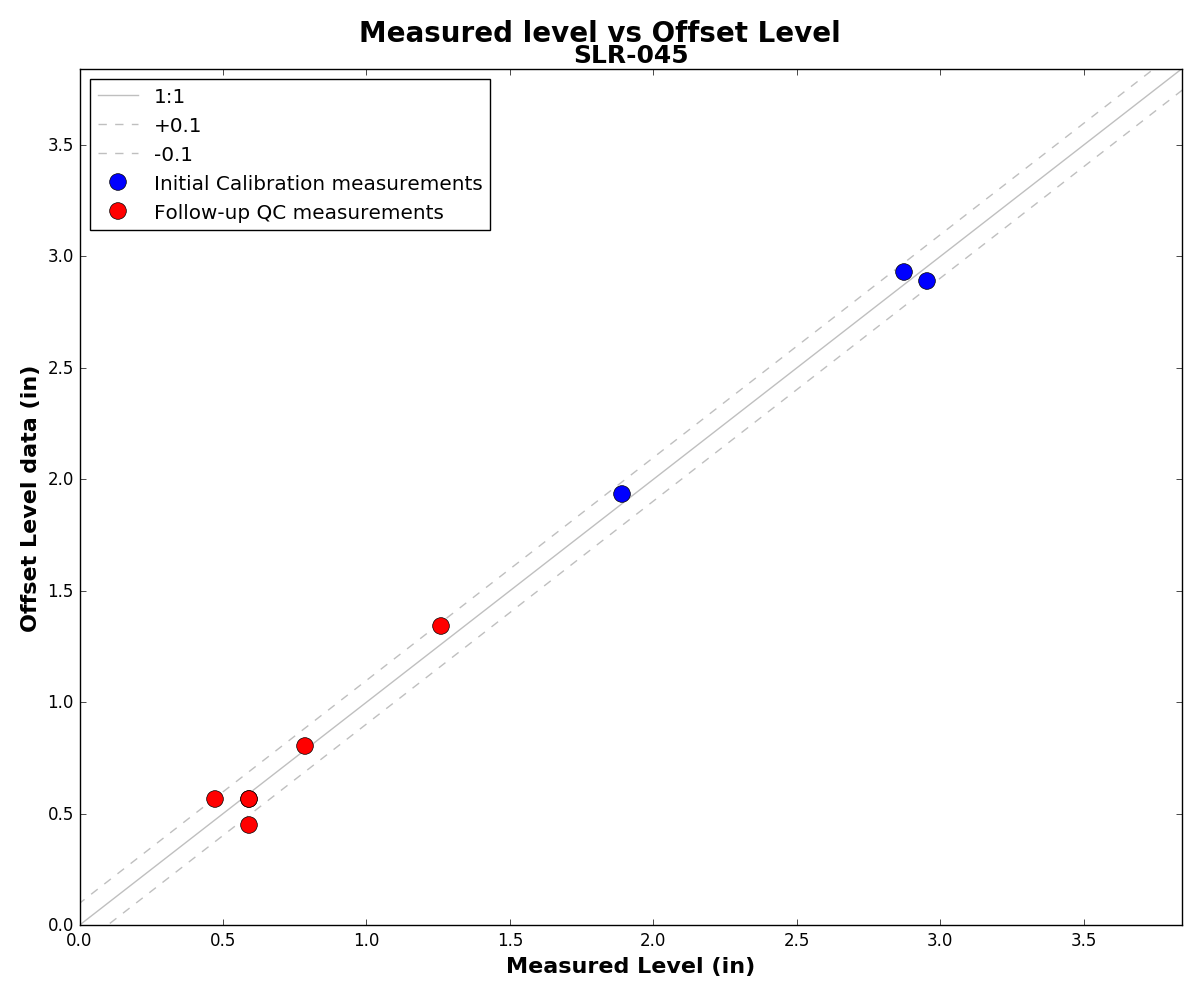 Measured level vs Offset Level
SLR-045
1:1
+0.1
-0.1
Initial Calibration measurements
Follow-up QC measurements
Offset Level data (in)
3.5
3.0
2.5
2.0
1.5
1.0
0.5
0.0
0.0 0.5 1.0 1.5 2.0 2.5 3.0 3.5
Measured Level (in)